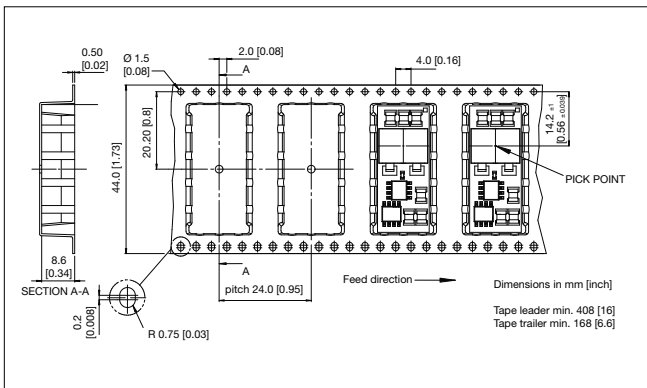 0.50
[0.02]
Ø 1.5
[0.08]
2.0 [0.08]
A
4.0 [0.16]
44.0 [1.73]
20.20 [0.8]
14.2 ±1
[0.56 ±0.039]
PICK POINT
8.6
[0.34]
SECTION A-A
A
pitch 24.0 [0.95]
Feed direction
Dimensions in mm [inch]
0.2
[0.008]
R 0.75 [0.03]
Tape leader min. 408 [16]
Tape trailer min. 168 [6.6]